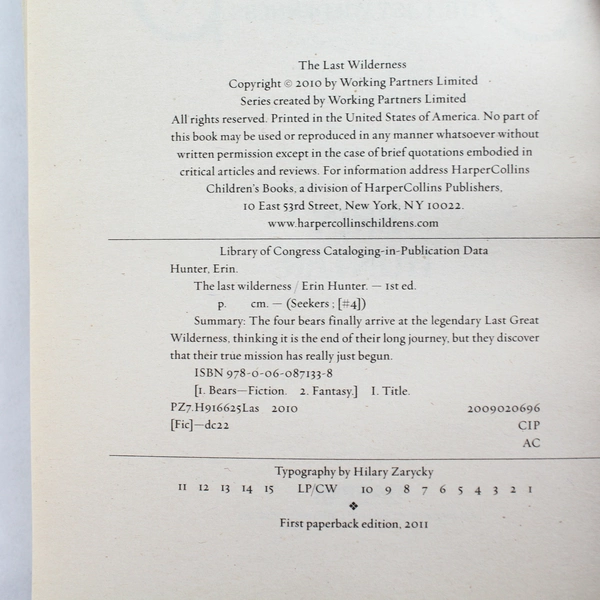 The Last Wilderness
Copyright © 2010 by Working Partners Limited
Series created by Working Partners Limited
All rights reserved. Printed in the United States of America. No part of
this book may be used or reproduced in any manner whatsoever without
written permission except in the case of brief quotations embodied in
critical articles and reviews. For information address HarperCollins
Children's Books, a division of HarperCollins Publishers,
10 East 53rd Street, New York, NY 10022.
www.harpercollinschildrens.com
Library of Congress Cataloging-in-Publication Data
Hunter, Erin.
The last wilderness / Erin Hunter. — 1st ed.
p. cm. — (Seekers ; [#4])
Summary: The four bears finally arrive at the legendary Last Great
Wilderness, thinking it is the end of their long journey, but they discover
that their true mission has really just begun.
ISBN 978-0-06-087133-8
[1. Bears—Fiction. 2. Fantasy.] I. Title.
PZ7.H916625Las 2010 2009020696
[Fic]—dc22 CIP
AC
Typography by Hilary Zarycky
11 12 13 14 15 LP/CW 10 9 8 7 6 5 4 3 2 1
❖
First paperback edition, 2011